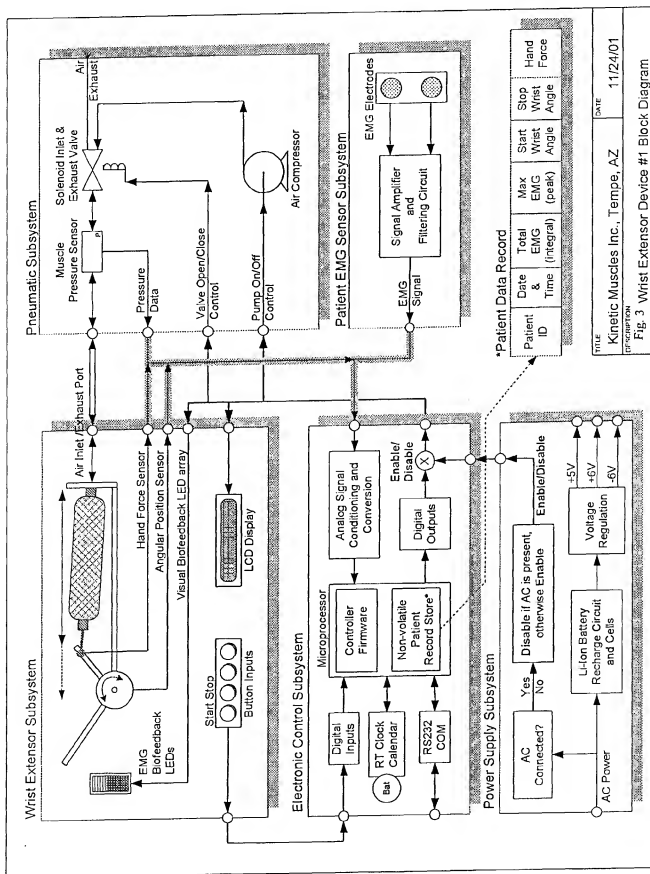 Wrist Extensor Subsystem
EMG
Biofeedback
LEDs
Start Stop
Button Inputs
LCD Display
Air Inlet /Exhaust Port
Hand Force Sensor
Angular Position Sensor
Visual Biofeedback LED array
Pneumatic Subsystem
Muscle
Pressure Sensor
P
Solenoid Inlet &
Exhaust Valve
Air
Exhaust
Pressure
Data
Valve Open/Close
Control
Pump On/Off
Control
Air Compressor
Electronic Control Subsystem
Digital
Inputs
RT Clock
Calendar
Bat
RS232
COM
Microprocessor
Controller
Firmware
Non-volatile
Patient
Record Store*
Analog Signal
Conditioning and
Conversion
Digital
Outputs
Enable/
Disable
X
Patient EMG Sensor Subsystem
EMG
Signal
Signal Amplifier
and
Filtering Circuit
EMG Electrodes
Power Supply Subsystem
AC
Connected?
Yes
No
Disable if AC is present,
otherwise Enable
Enable/Disable
AC Power
Li-Ion Battery
Recharge Circuit
and Cells
Voltage
Regulation
+5V
+6V
-6V
*Patient Data Record
Patient
ID
Date
&
Time
Total
EMG
(integral)
Max
EMG
(peak)
Start
Wrist
Angle
Stop
Wrist
Angle
Hand
Force
TITLE
Kinetic Muscles Inc., Tempe, AZ
DATE
11/24/01
DESCRIPTION
Fig. 3 Wrist Extensor Device #1 Block Diagram